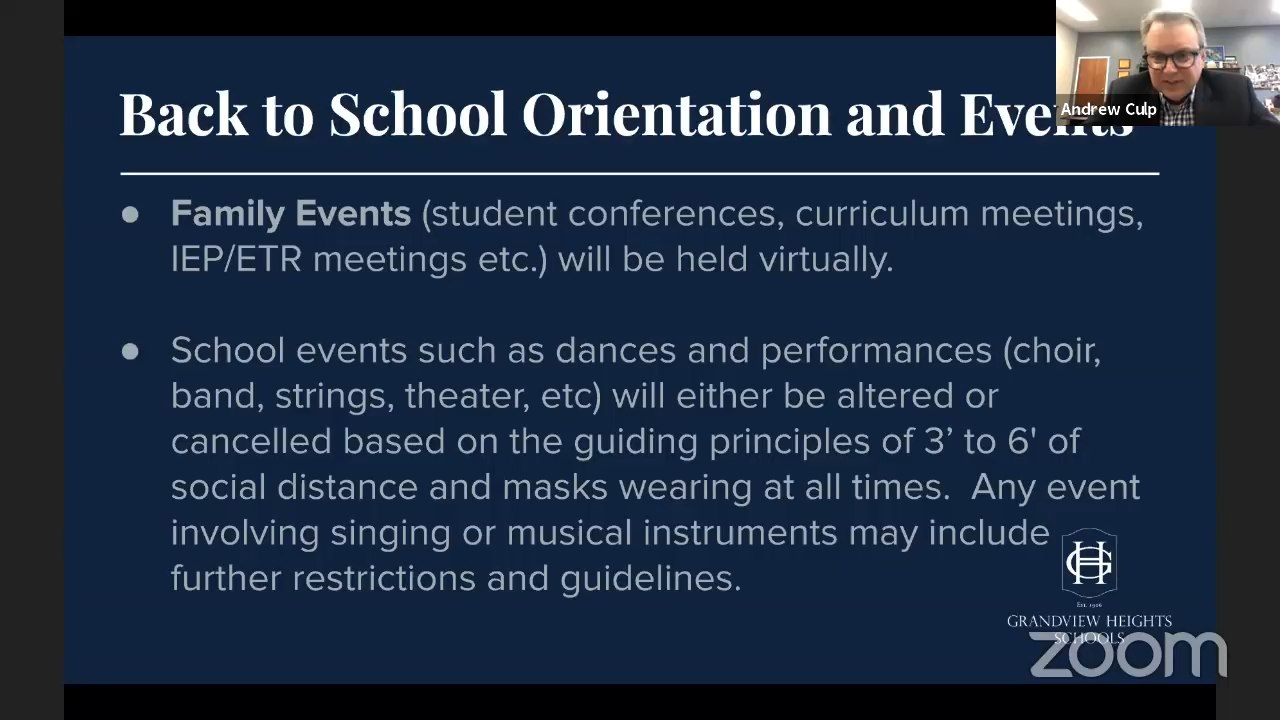 Back to School Orientation and Events
Andrew Culp
● Family Events (student conferences, curriculum meetings,
IEP/ETR meetings etc.) will be held virtually.
● School events such as dances and performances (choir,
band, strings, theater, etc) will either be altered or
cancelled based on the guiding principles of 3’ to 6' of
social distance and masks wearing at all times.  Any event
involving singing or musical instruments may include
further restrictions and guidelines.
GH
EST. 1906
GRANDVIEW HEIGHTS
SCHOOLS
zoom